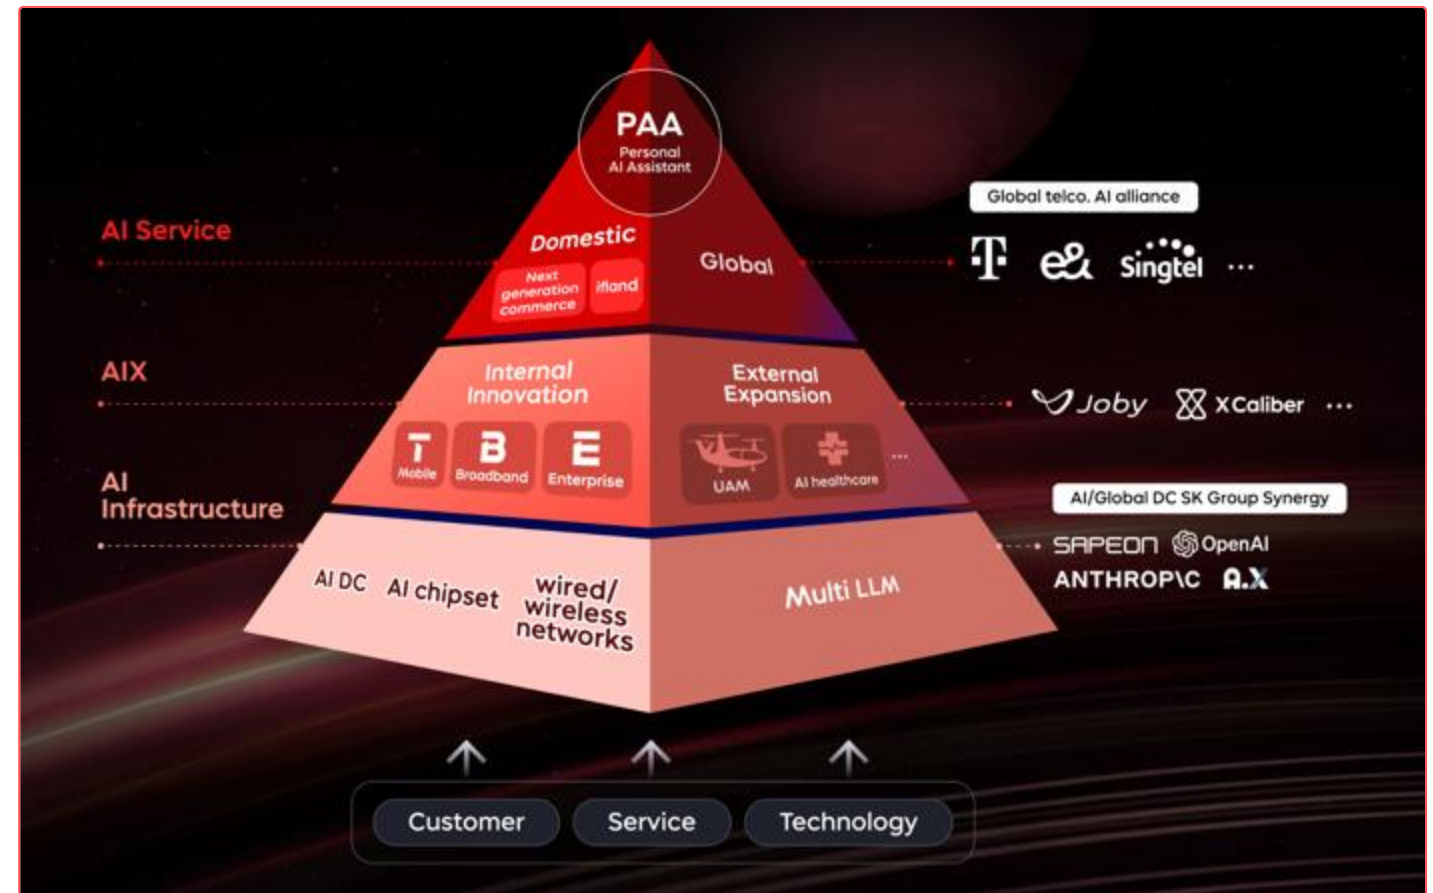 PAA
Personal
AI Assistant
AI Service
Domestic
Next
generation
commerce
ifland
Global
Global telco. AI alliance
T
e&
Singtel
...
AIX
Internal
Innovation
T
Mobile
B
Broadband
E
Enterprise
External
Expansion
UAM
AI healthcare
...
Joby
XCaliber
...
AI
Infrastructure
AI DC
AI chipset
wired/
wireless
networks
Multi LLM
AI/Global DC SK Group Synergy
SAPEON
OpenAI
ANTHROP\C
A.X
Customer
Service
Technology